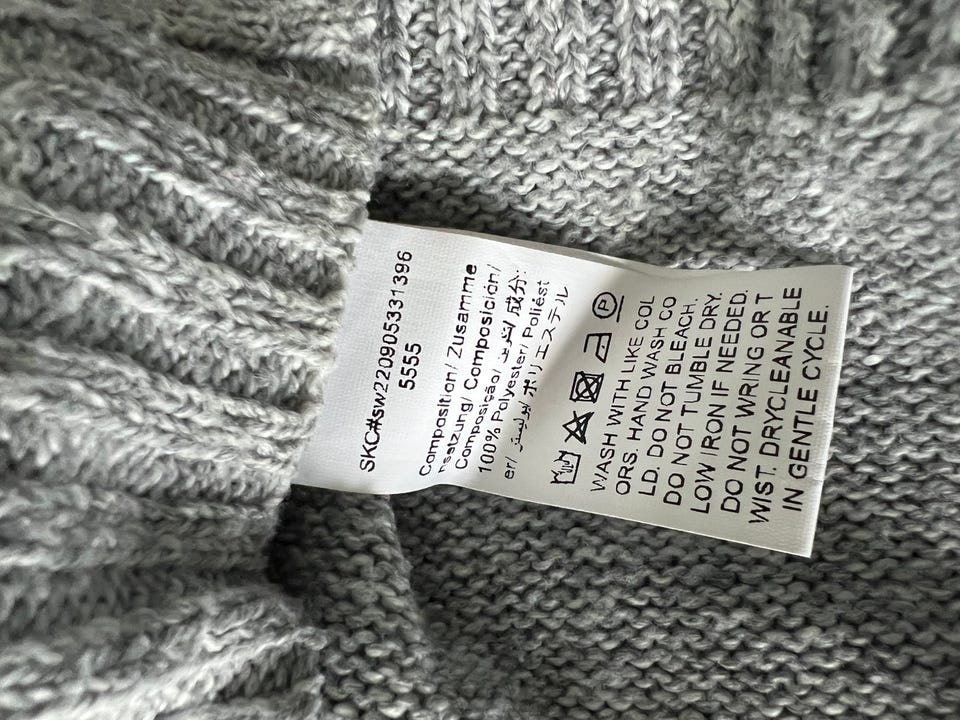 SKC#sw220905331396
5555
Composition/ Zusamme
nsetzung/ Composición/
Composição/ تكوين/ 成分:
100% Polyester/ Poliést
er/ بوليستر/ ポリエステル
WASH WITH LIKE COL
ORS. HAND WASH CO
LD. DO NOT BLEACH.
DO NOT TUMBLE DRY.
LOW IRON IF NEEDED.
DO NOT WRING OR T
WIST. DRYCLEANABLE
IN GENTLE CYCLE.